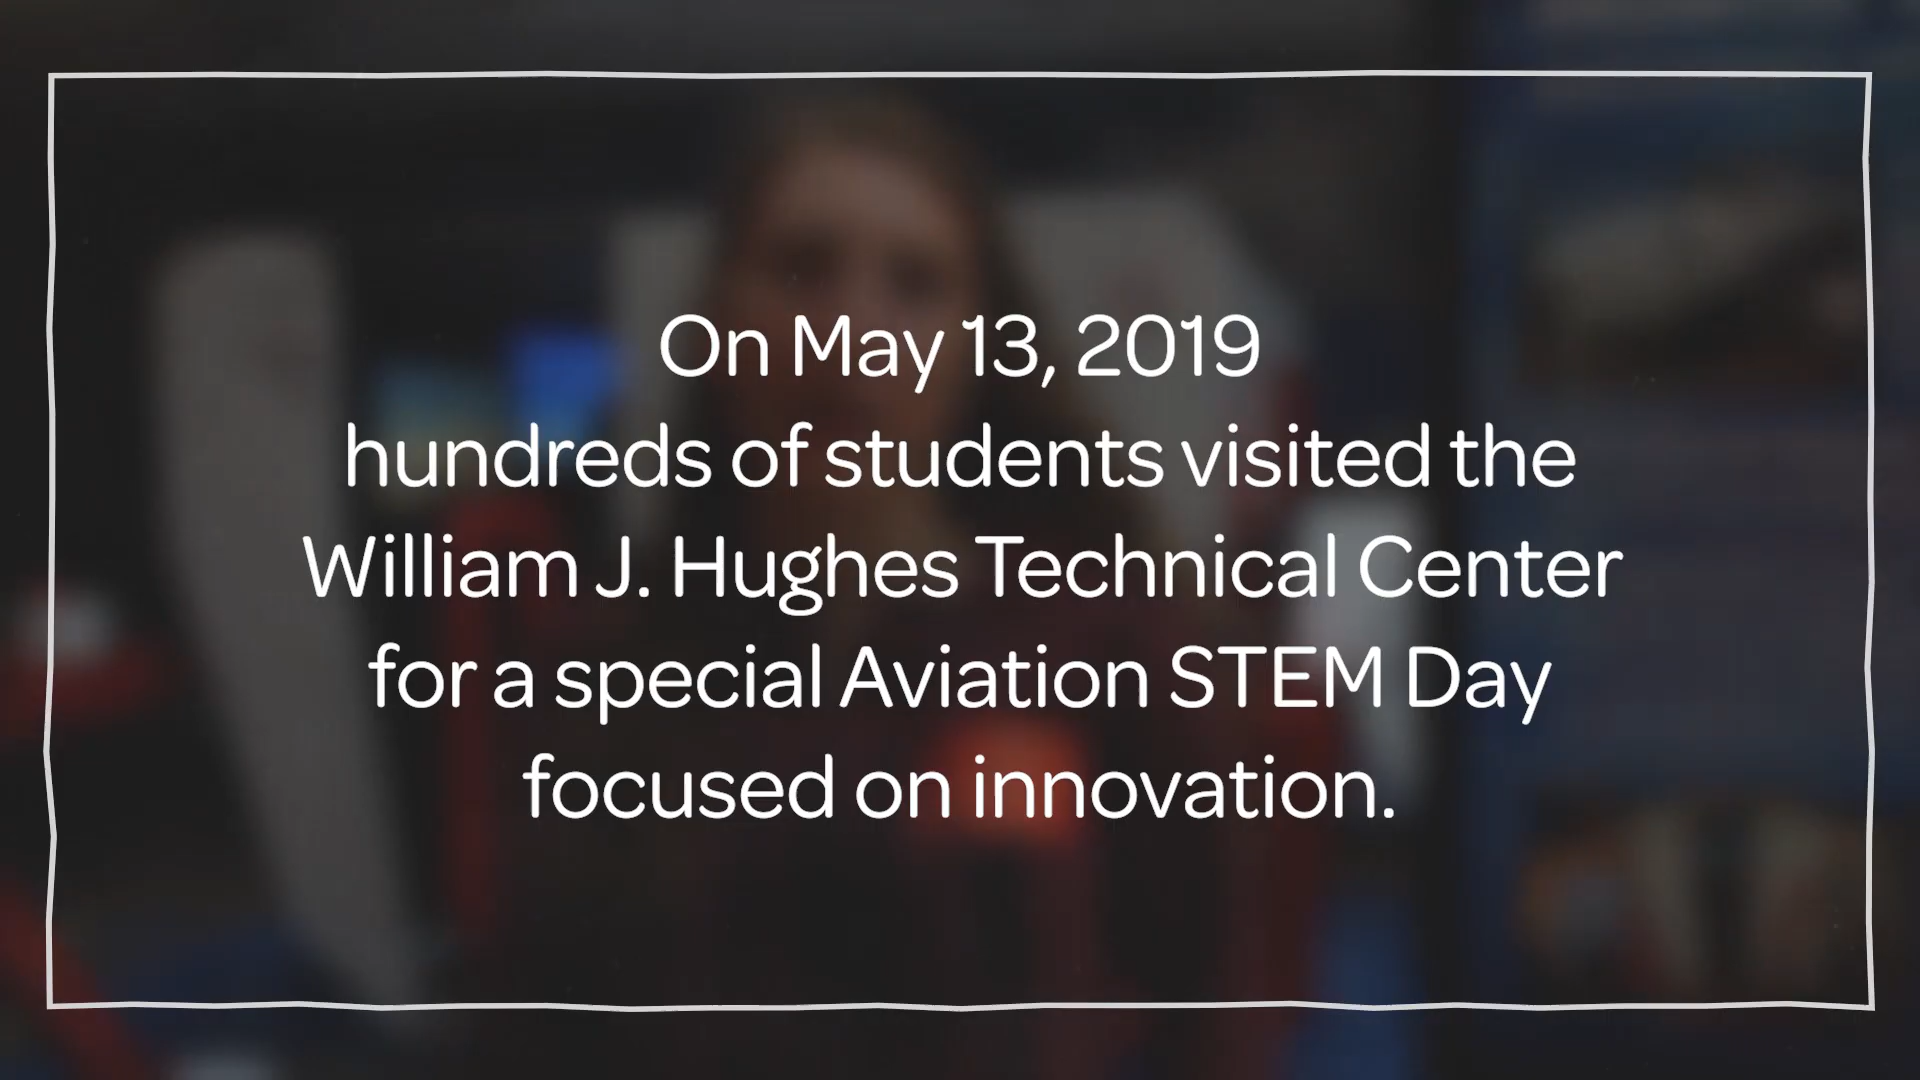 On May 13, 2019
hundreds of students visited the
William J. Hughes Technical Center
for a special Aviation STEM Day
focused on innovation.